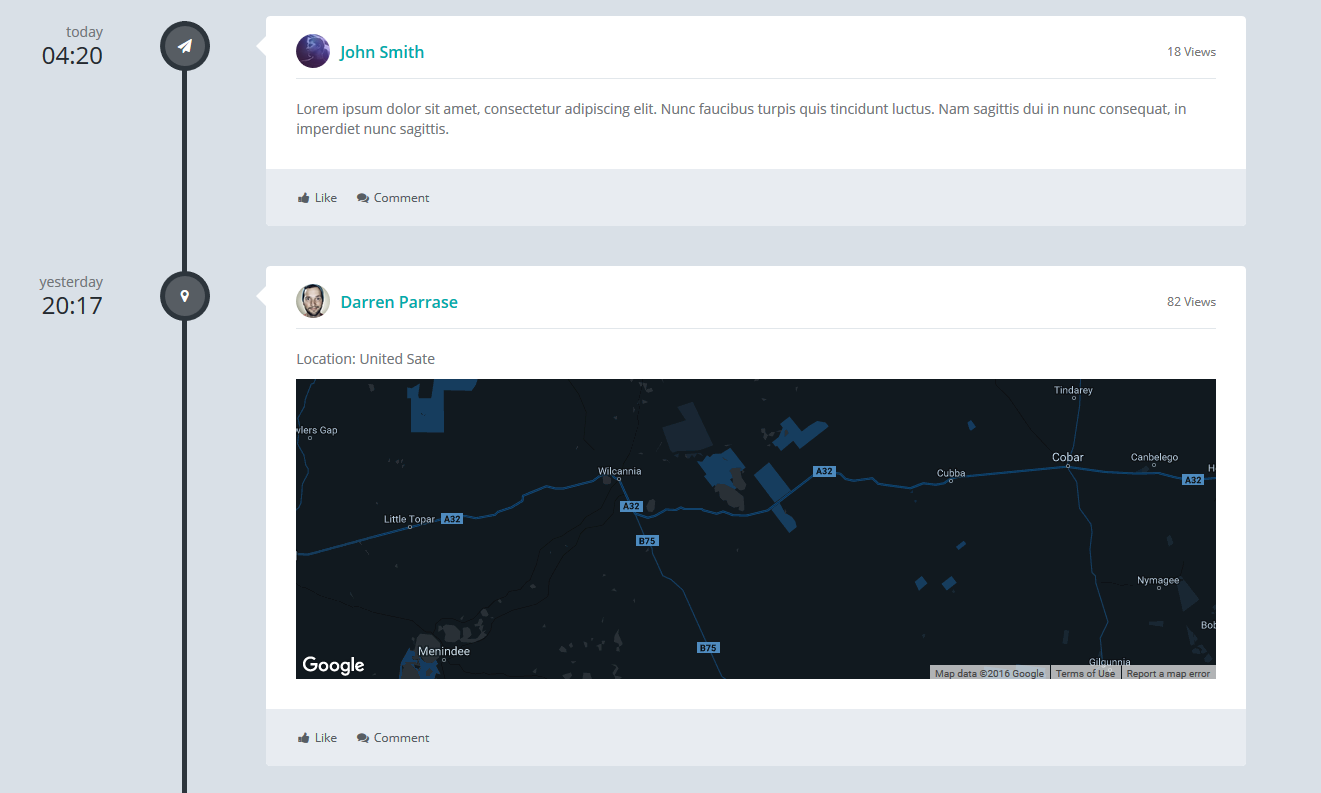 today
04:20
John Smith
18 Views
Lorem ipsum dolor sit amet, consectetur adipiscing elit. Nunc faucibus turpis quis tincidunt luctus. Nam sagittis dui in nunc consequat, in
imperdiet nunc sagittis.
Like
Comment
yesterday
20:17
Darren Parrase
82 Views
Location: United Sate
Tindarey
wlers Gap
Cobar
Canbelego
Wilcannia
A32
Cubba
A32
H
A32
Little Topar
A32
B75
Nymagee
Bob
B75
Menindee
Gilgunnia
Google
Map data ©2016 Google
Terms of Use
Report a map error
Like
Comment